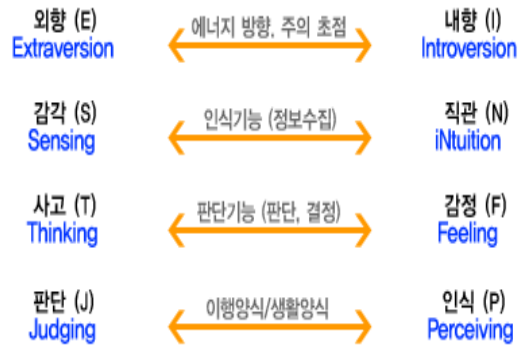 외향 (E) 에너지 방향, 주의 초점 내향 (I)
Extraversion Introversion
감각 (S) 인식기능 (정보수집) 직관 (N)
Sensing iNtuition
사고 (T) 판단기능 (판단, 결정) 감정 (F)
Thinking Feeling
판단 (J) 이행양식/생활양식 인식 (P)
Judging Perceiving